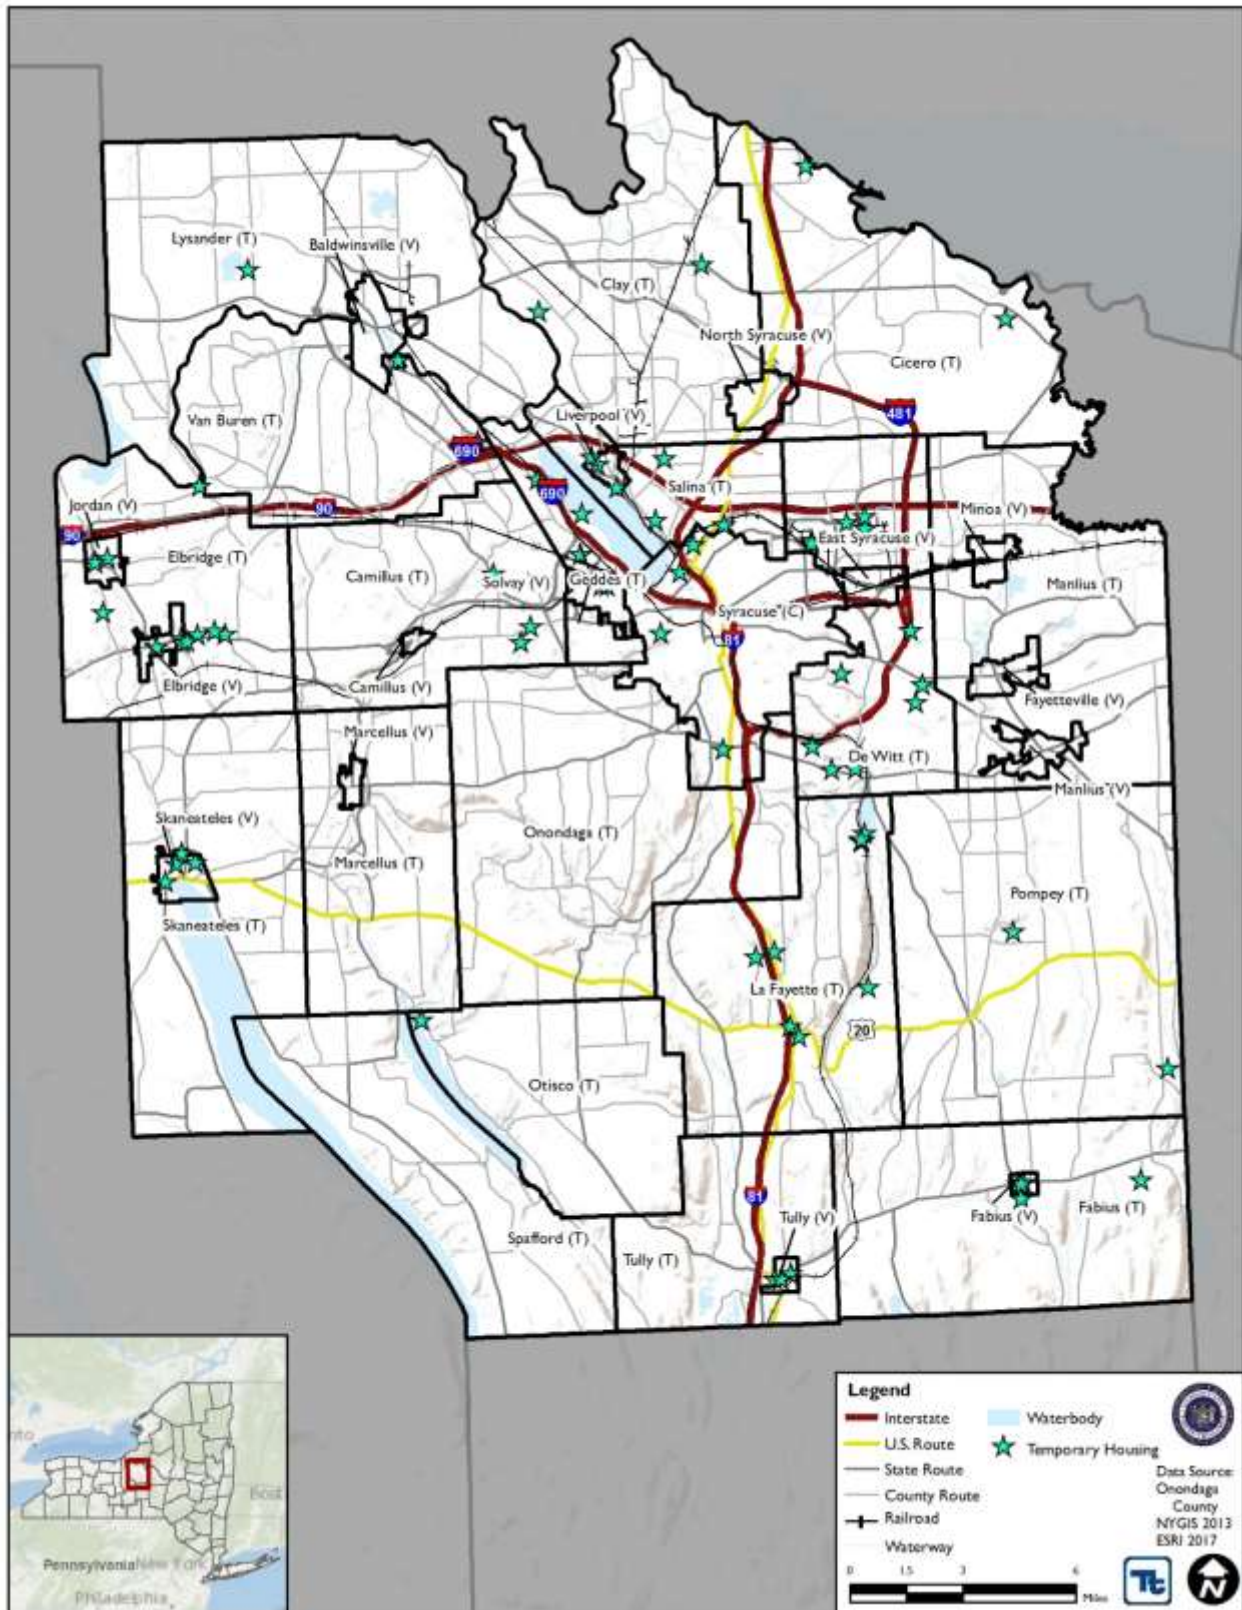 Lysander (T)
Baldwinsville (V)
Clay (T)
North Syracuse (V)
Cicero (T)
Van Buren (T)
Liverpool (V)
481
690
Salina (T)
690
Jordan (V)
90
Minoa (V)
90
East Syracuse (V)
Elbridge (T)
Camillus (T)
Solvay (V)
Geddes (T)
Manlius (T)
Syracuse (C)
81
Elbridge (V)
Camillus (V)
Fayetteville (V)
Marcellus (V)
De Witt (T)
Manlius (V)
Skaneateles (V)
Onondaga (T)
Marcellus (T)
Pompey (T)
Skaneateles (T)
La Fayette (T)
20
Otisco (T)
81
Tully (V)
Fabius (V)
Fabius (T)
Spafford (T)
Tully (T)
Legend
Interstate
U.S. Route
State Route
County Route
Railroad
Waterway
Waterbody
Temporary Housing
Data Source:
Onondaga
County
NYGIS 2013
ESRI 2017
0 1.5 3 6
Miles
Tt
N
nto
Bost
Pennsylvania
New York
Philadelphia